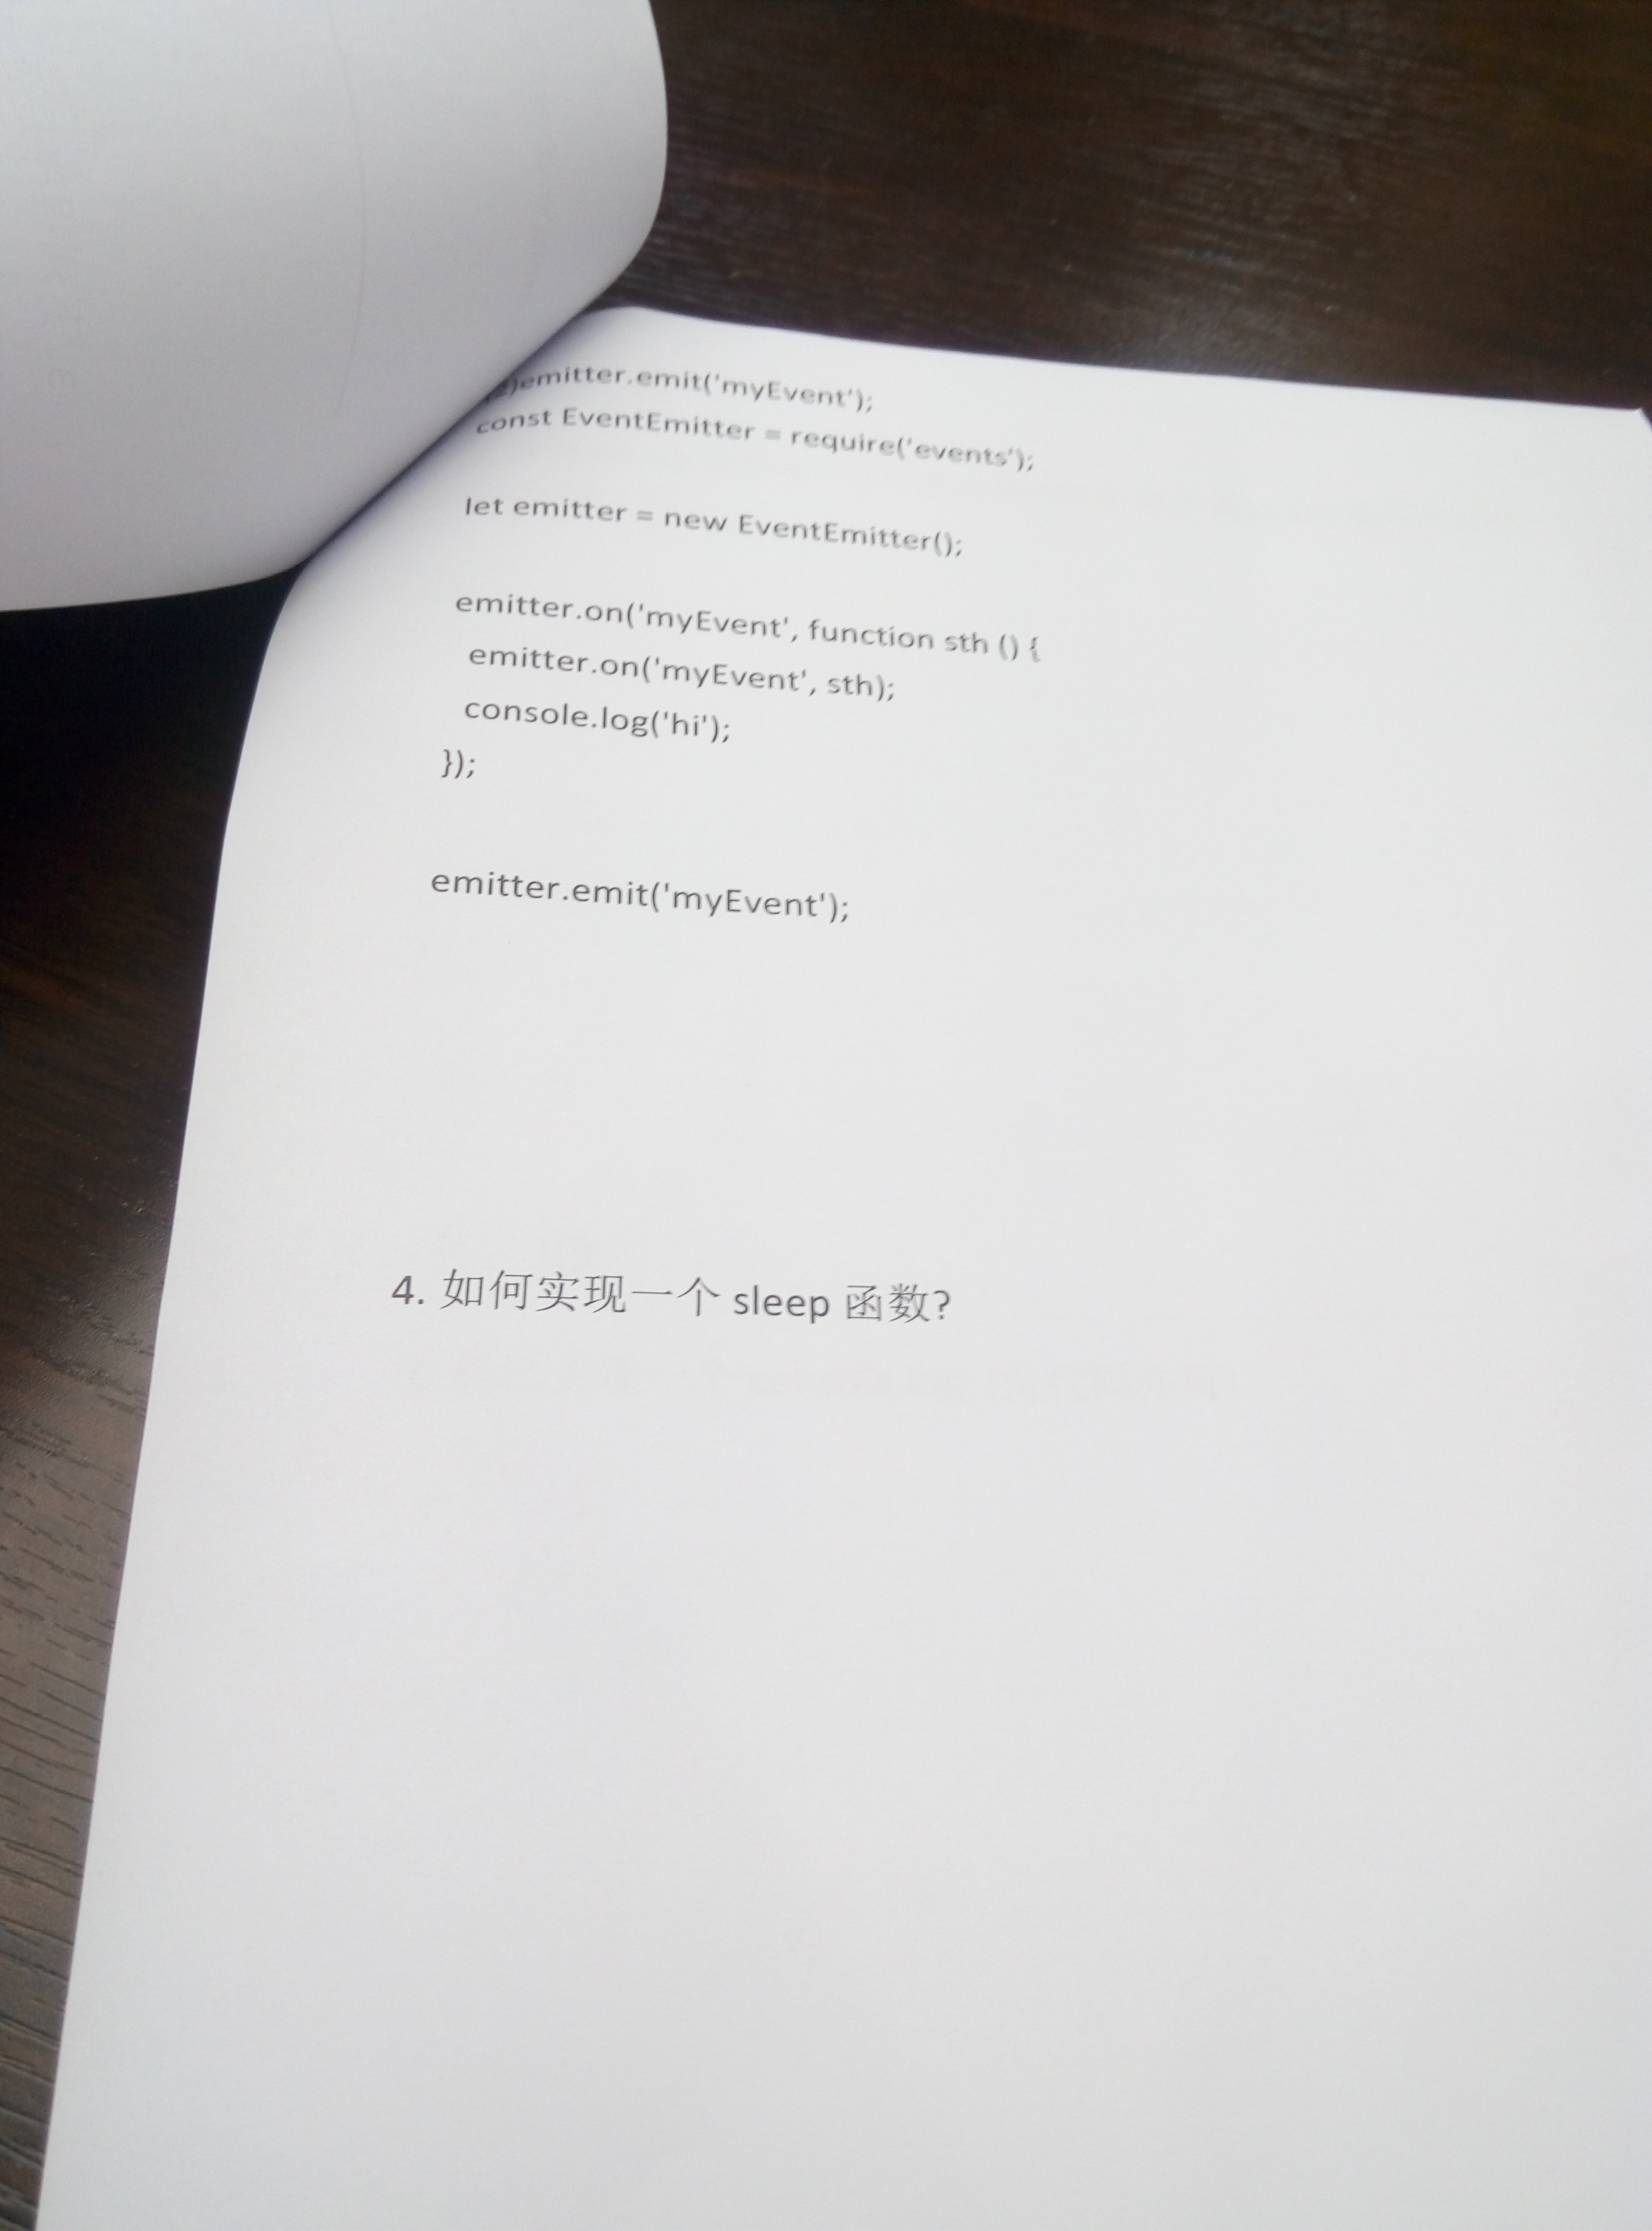 emitter.emit('myEvent');
const EventEmitter = require('events');
let emitter = new EventEmitter();
emitter.on('myEvent', function sth () {
emitter.on('myEvent', sth);
console.log('hi');
});
emitter.emit('myEvent');
4. 如何实现一个 sleep 函数?